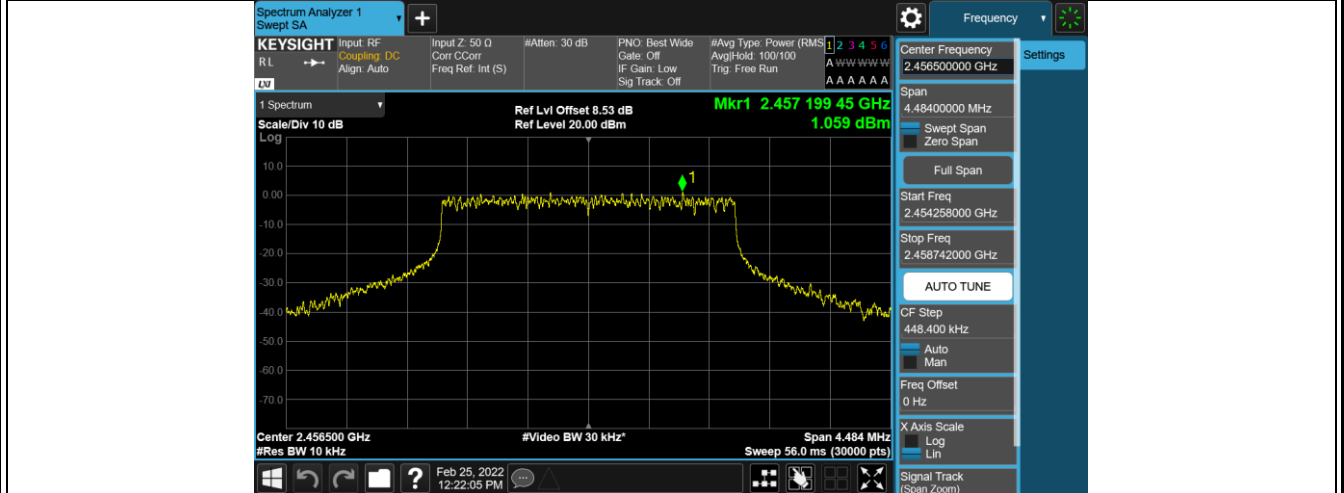 Spectrum Analyzer 1
Swept SA
+
Frequency
KEYSIGHT
RL
LXI
Input: RF
Coupling: DC
Align: Auto
Input Z: 50 Ω
Corr CCorr
Freq Ref: Int (S)
#Atten: 30 dB
PNO: Best Wide
Gate: Off
IF Gain: Low
Sig Track: Off
#Avg Type: Power (RMS
Avg|Hold: 100/100
Trig: Free Run
1 2 3 4 5 6
A W W W W W
A A A A A A
1 Spectrum
Scale/Div 10 dB
Ref Lvl Offset 8.53 dB
Ref Level 20.00 dBm
Mkr1 2.457 199 45 GHz
1.059 dBm
Log
10.0
0.00
-10.0
-20.0
-30.0
-40.0
-50.0
-60.0
-70.0
1
Center 2.456500 GHz
#Res BW 10 kHz
#Video BW 30 kHz*
Span 4.484 MHz
Sweep 56.0 ms (30000 pts)
?
Feb 25, 2022
12:22:05 PM
Center Frequency
2.456500000 GHz
Settings
Span
4.48400000 MHz
Swept Span
Zero Span
Full Span
Start Freq
2.454258000 GHz
Stop Freq
2.458742000 GHz
AUTO TUNE
CF Step
448.400 kHz
Auto
Man
Freq Offset
0 Hz
X Axis Scale
Log
Lin
Signal Track
(Span Zoom)